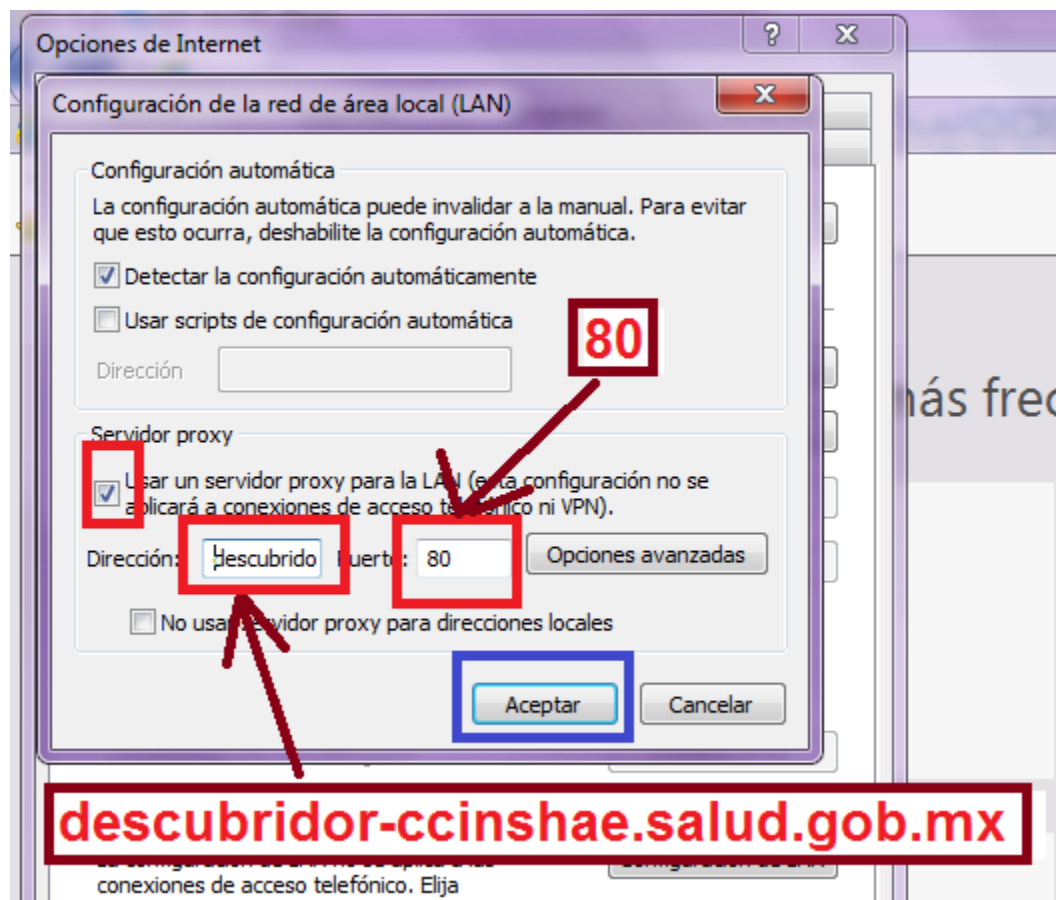 Opciones de Internet
Configuración de la red de área local (LAN)
Configuración automática
La configuración automática puede invalidar a la manual. Para evitar
que esto ocurra, deshabilite la configuración automática.
Detectar la configuración automáticamente
Usar scripts de configuración automática
80
Dirección
más frec
Servidor proxy
Usar un servidor proxy para la LAN (esta configuración no se
aplicará a conexiones de acceso telefónico ni VPN).
Dirección: descubrido Puerto: 80 Opciones avanzadas
No usar servidor proxy para direcciones locales
Aceptar Cancelar
descubridor-ccinshae.salud.gob.mx
conexiones de acceso telefónico. Elija